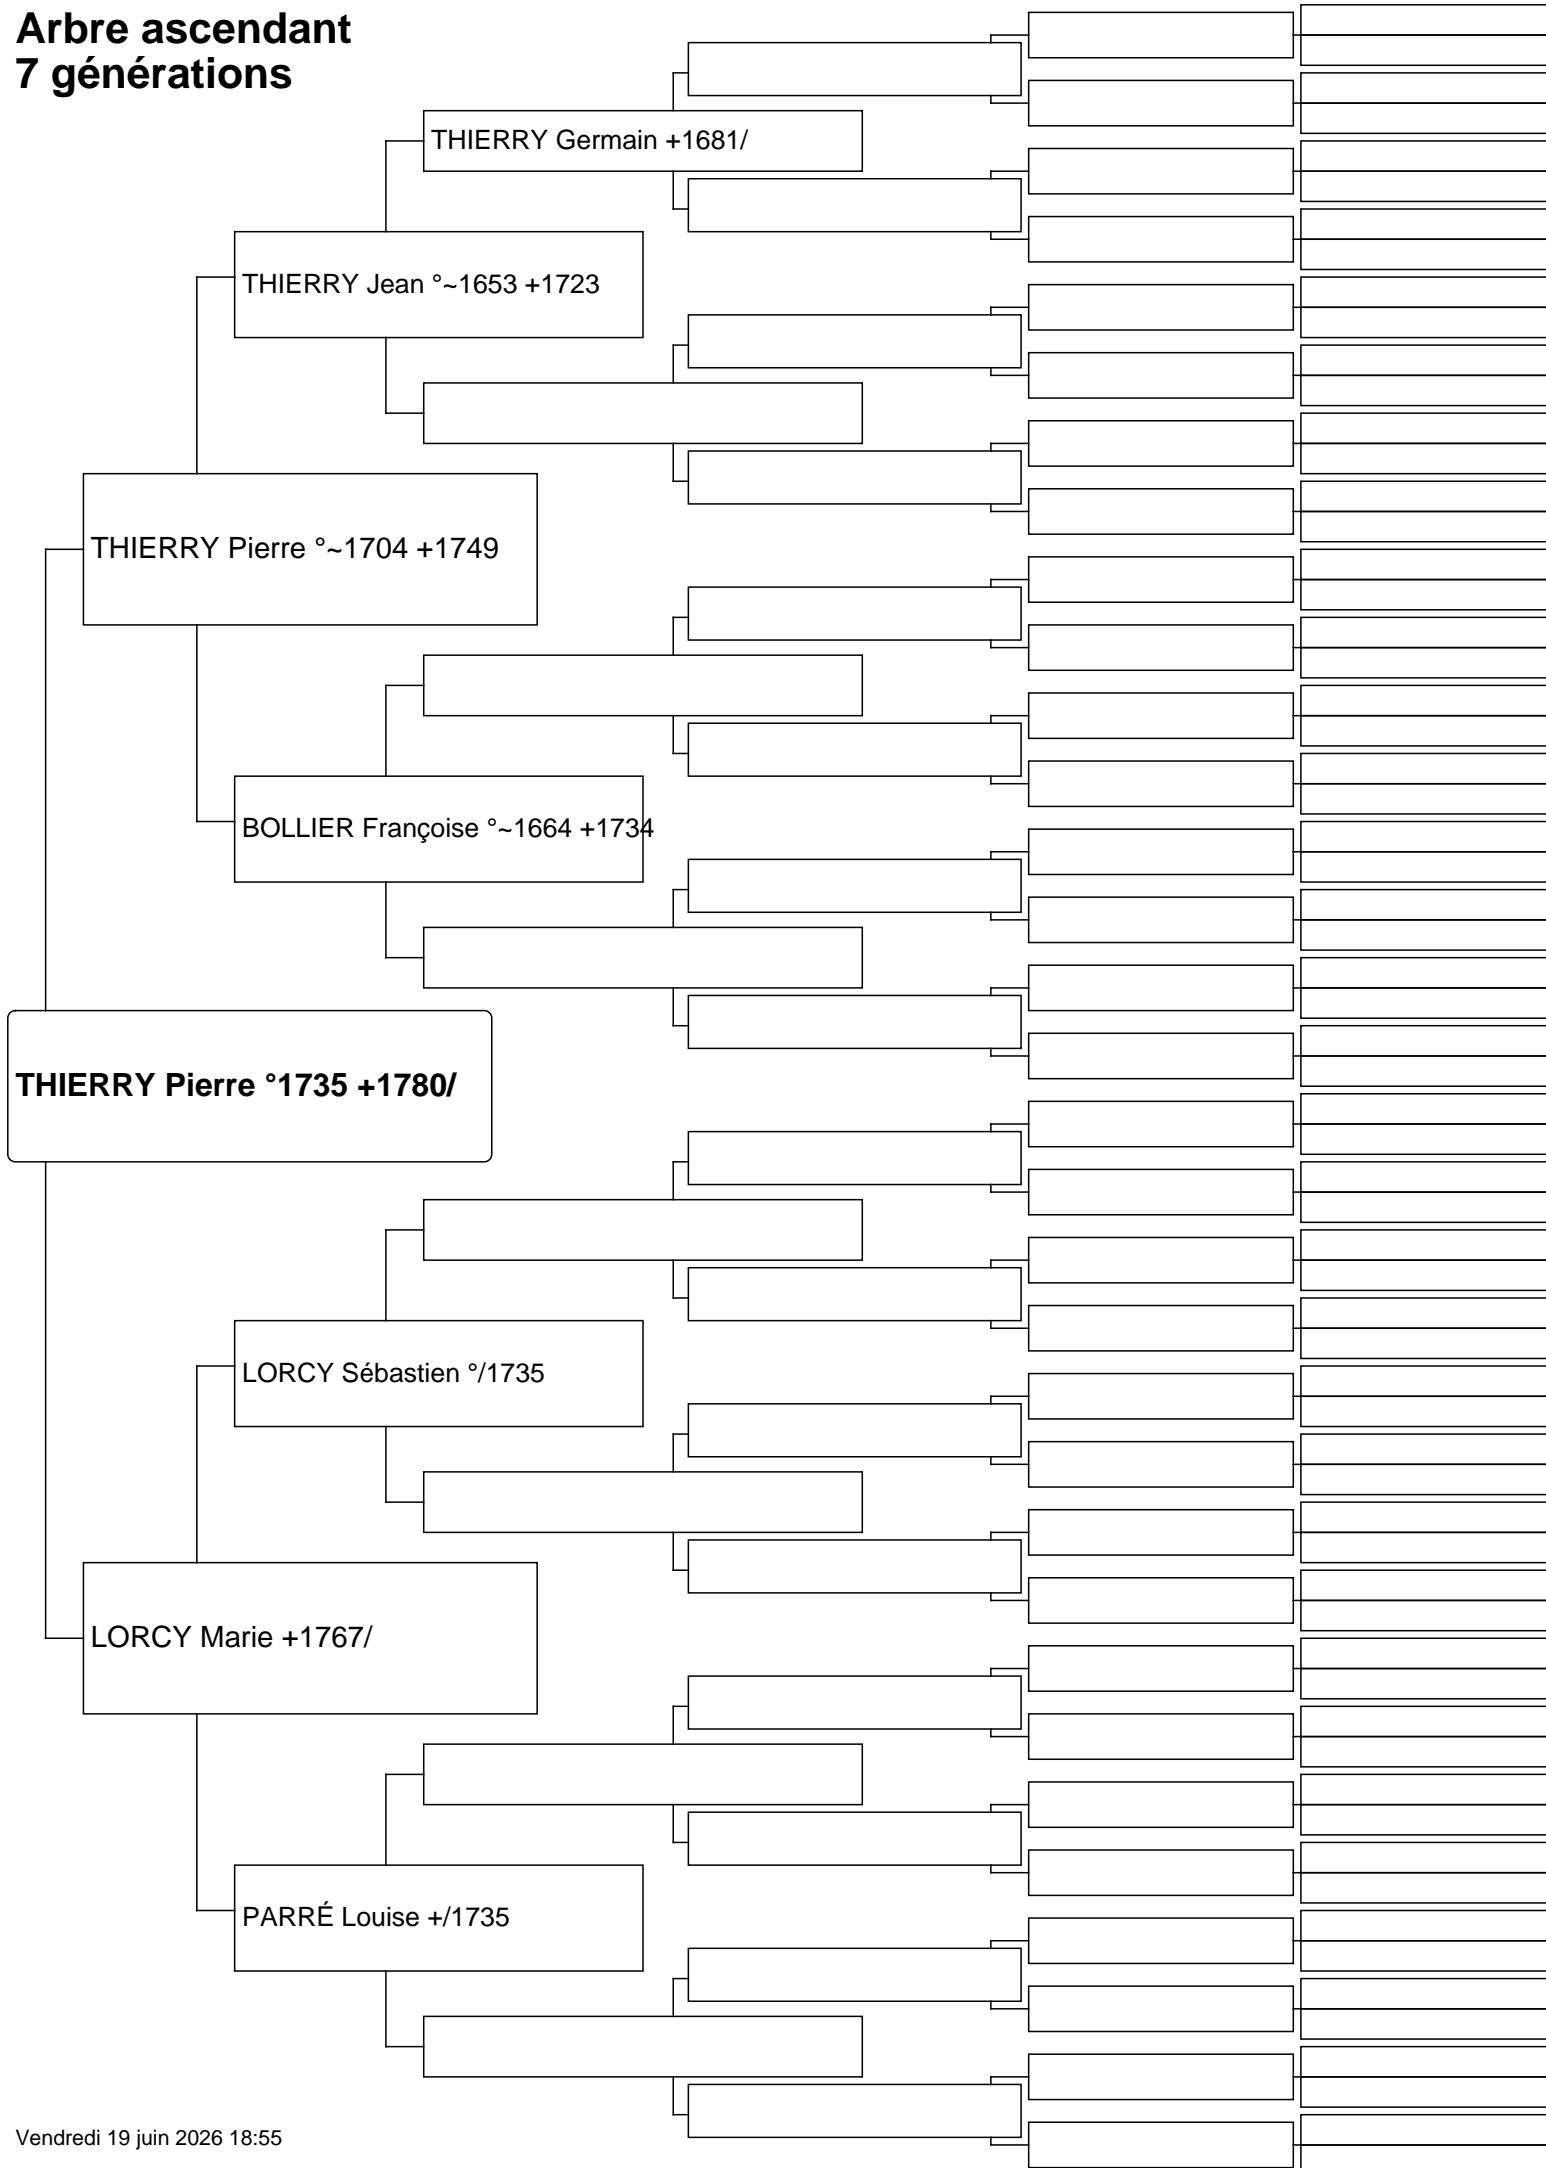 Arbre ascendant
7 générations
THIERRY Germain +1681/
THIERRY Jean °~1653 +1723
THIERRY Pierre °~1704 +1749
BOLLIER Françoise °~1664 +1734
THIERRY Pierre °1735 +1780/
LORCY Sébastien °/1735
LORCY Marie +1767/
PARRÉ Louise +/1735
Vendredi 19 juin 2026 18:55